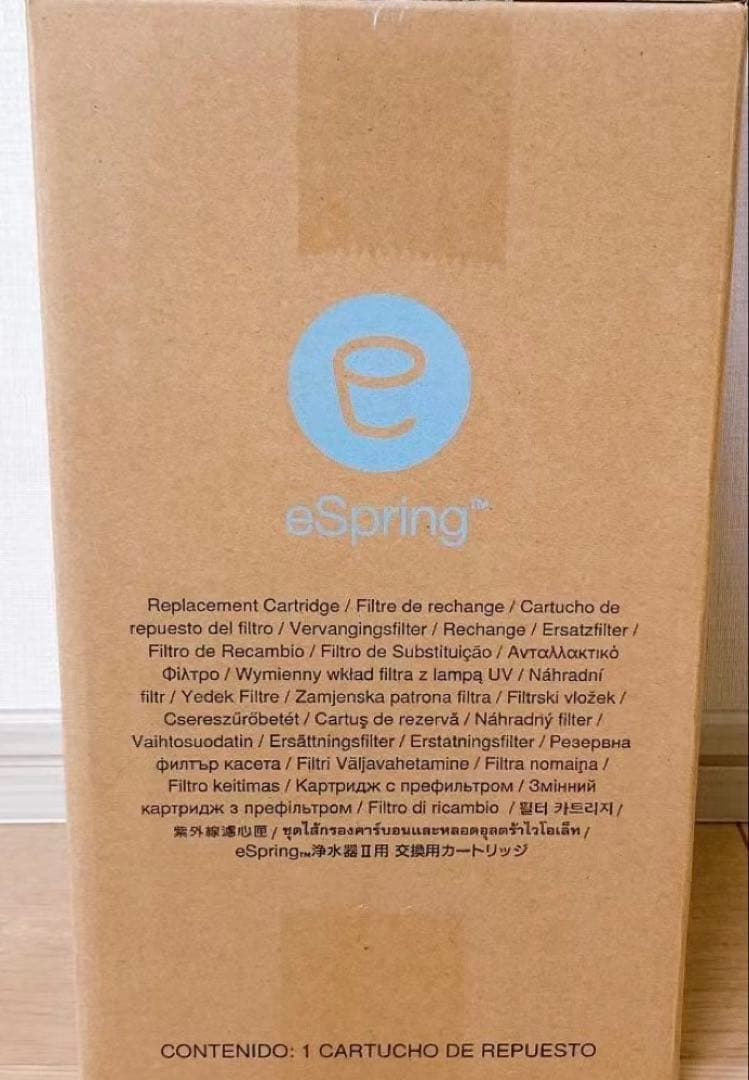 eSpring™
Replacement Cartridge / Filtre de rechange / Cartucho de
repuesto del filtro / Vervangingsfilter / Rechange / Ersatzfilter /
Filtro de Recambio / Filtro de Substituição / Ανταλλακτικό
Φίλτρο / Wymienny wkład filtra z lampą UV / Náhradní
filtr / Yedek Filtre / Zamjenska patrona filtra / Filtrski vložek /
Csereszűrőbetét / Cartuş de rezervă / Náhradný filter /
Vaihtosuodatin / Ersättningsfilter / Erstatningsfilter / Резервна
филтър касета / Filtri Väljavahetamine / Filtra nomaiņa /
Filtro keitimas / Картридж с префильтром / Змінний
картридж з префільтром / Filtro di ricambio / 필터 카트리지 /
紫外線濾心匣 / ชุดไส้กรองคาร์บอนและหลอดอุลตร้าไวโอเล็ท /
eSpring™浄水器Ⅱ用 交換用カートリッジ
CONTENIDO: 1 CARTUCHO DE REPUESTO